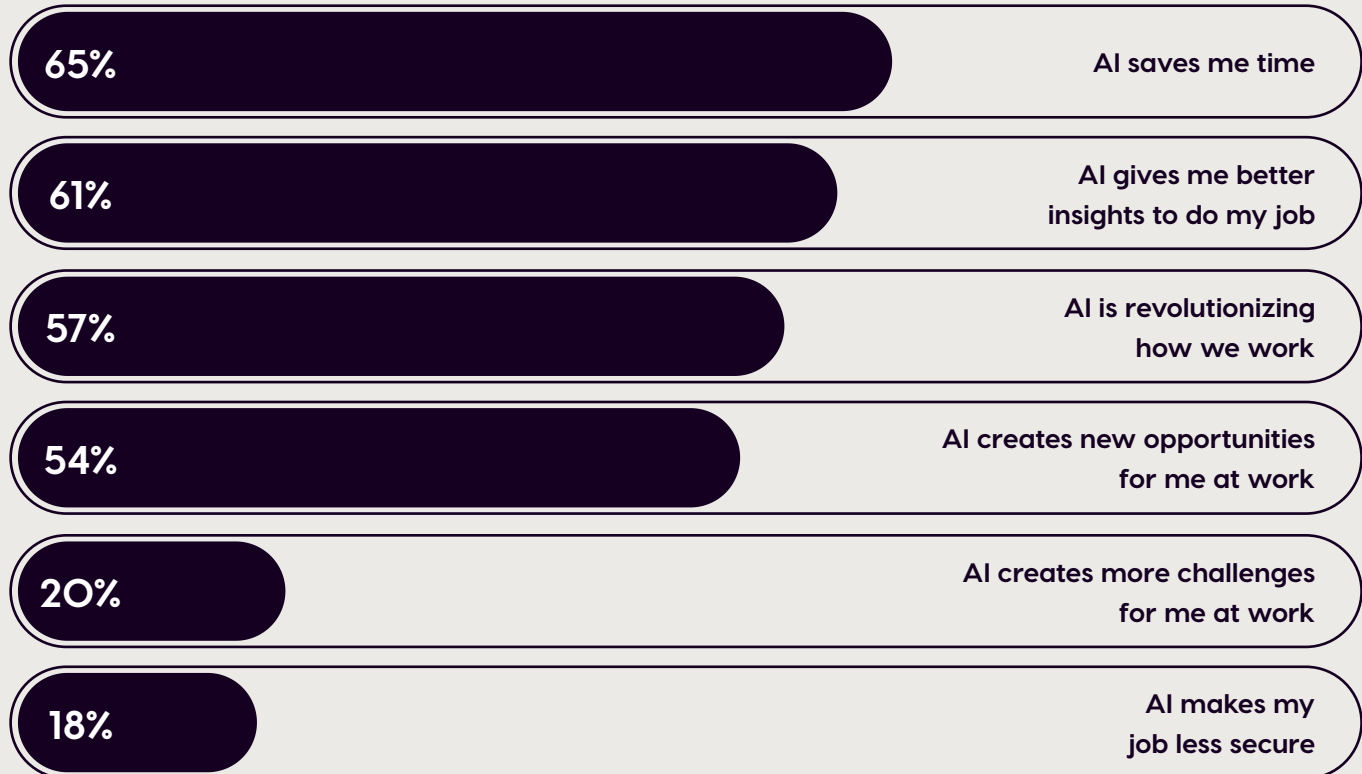 65%
AI saves me time
61%
AI gives me better
insights to do my job
57%
AI is revolutionizing
how we work
54%
AI creates new opportunities
for me at work
20%
AI creates more challenges
for me at work
18%
AI makes my
job less secure